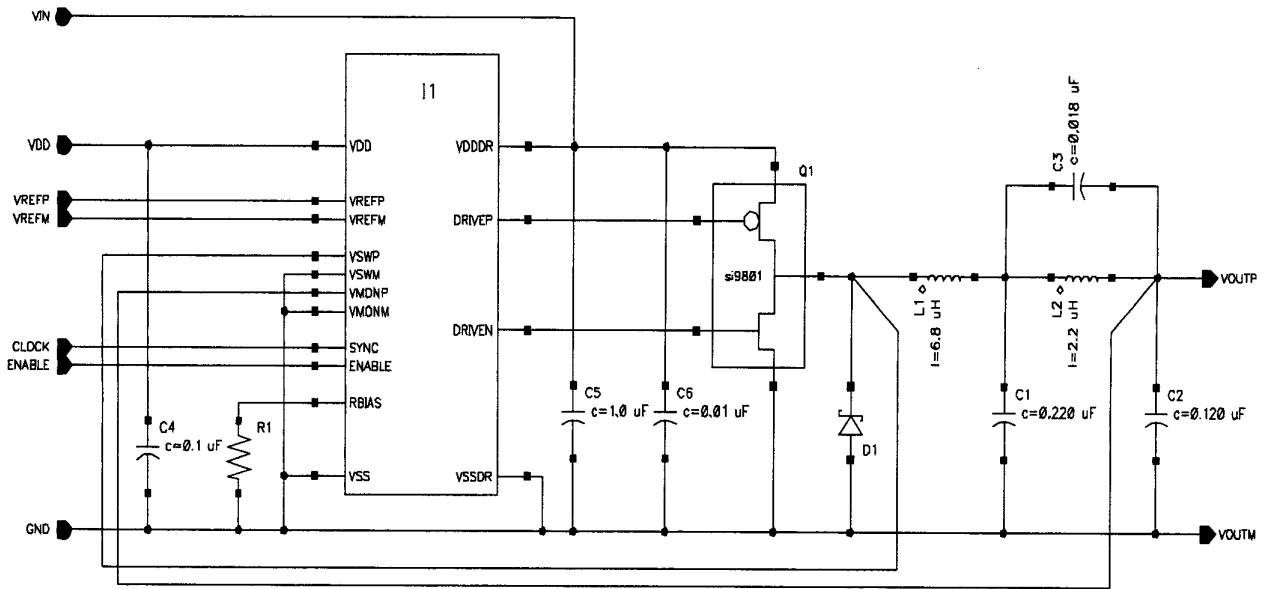 VIN
I1
VDD
VDD
VDDDR
VREFP
VREFP
VREFM
VREFM
DRIVEP
VSWP
VSWM
VMONP
VMONM
DRIVEN
CLOCK
SYNC
ENABLE
ENABLE
RBIAS
C4
c=0.1 uF
R1
VSS
VSSDR
GND
C5
c=1.0 uF
C6
c=0.01 uF
Q1
si9801
D1
L1
l=6.8 uH
C3
c=0.018 uF
L2
l=2.2 uH
C1
c=0.220 uF
C2
c=0.120 uF
VOUTP
VOUTM